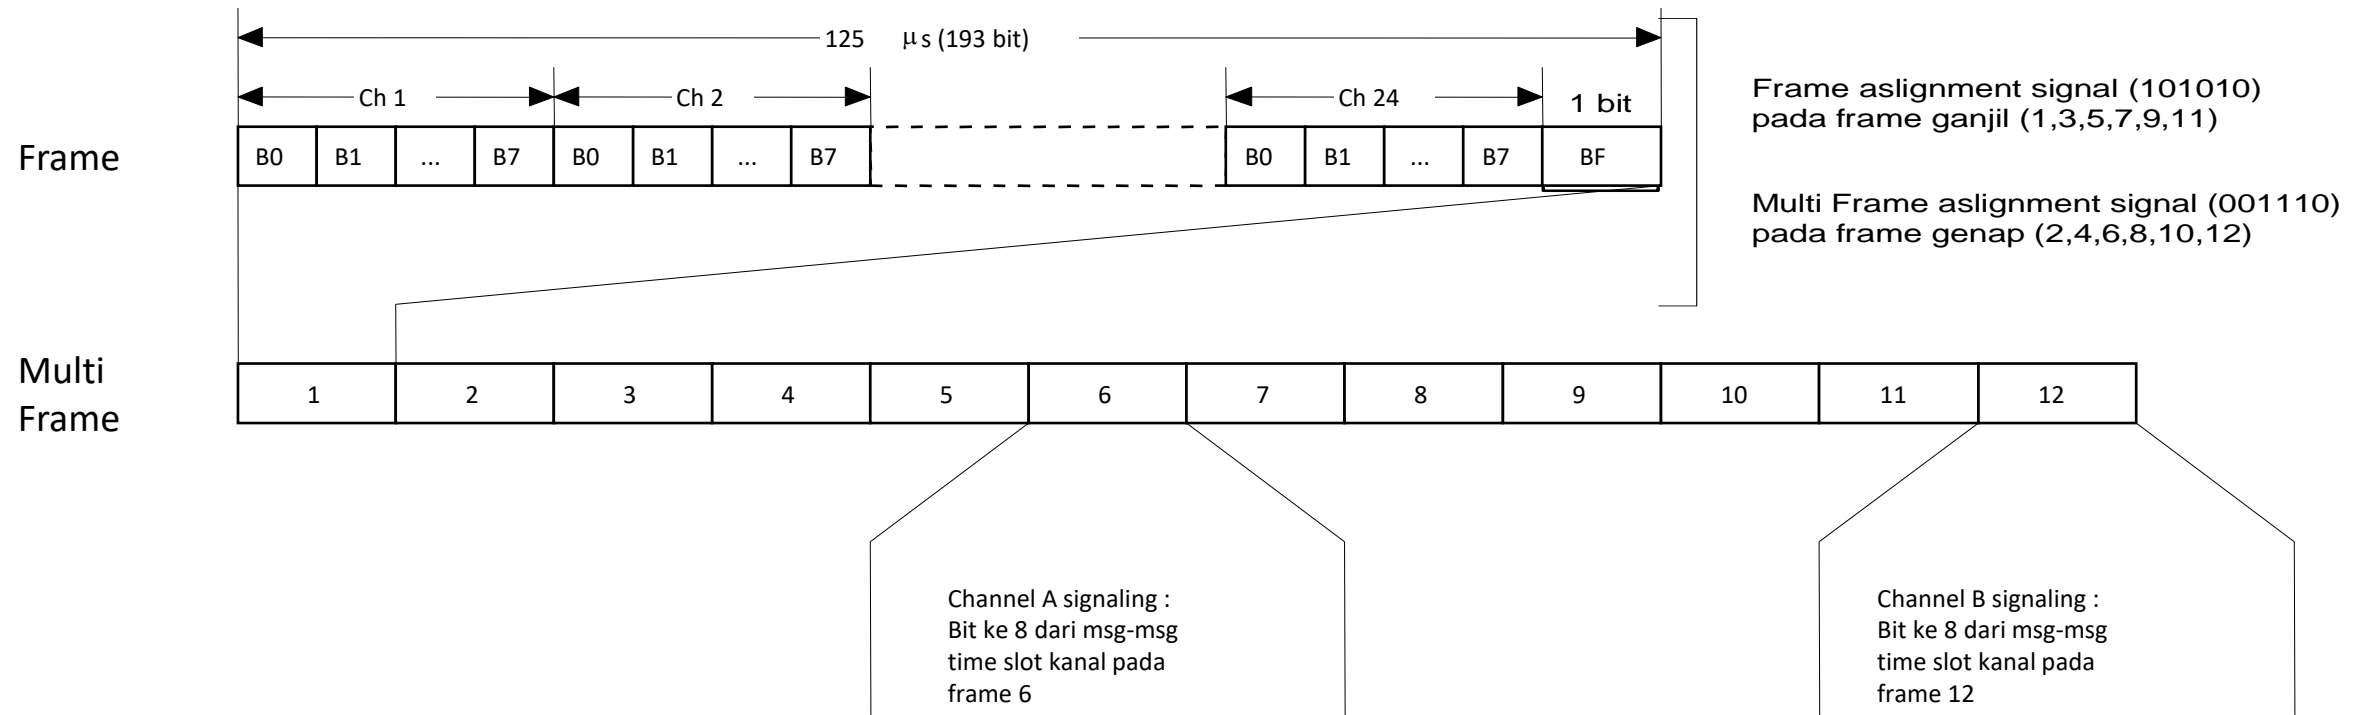 125 μs (193 bit)
Ch 1 Ch 2 Ch 24 1 bit
Frame aslignment signal (101010)
pada frame ganjil (1,3,5,7,9,11)
Frame
B0 B1 ... B7 B0 B1 ... B7 B0 B1 ... B7 BF
Multi Frame aslignment signal (001110)
pada frame genap (2,4,6,8,10,12)
Multi
Frame
1 2 3 4 5 6 7 8 9 10 11 12
Channel A signaling :
Bit ke 8 dari msg-msg
time slot kanal pada
frame 6
Channel B signaling :
Bit ke 8 dari msg-msg
time slot kanal pada
frame 12